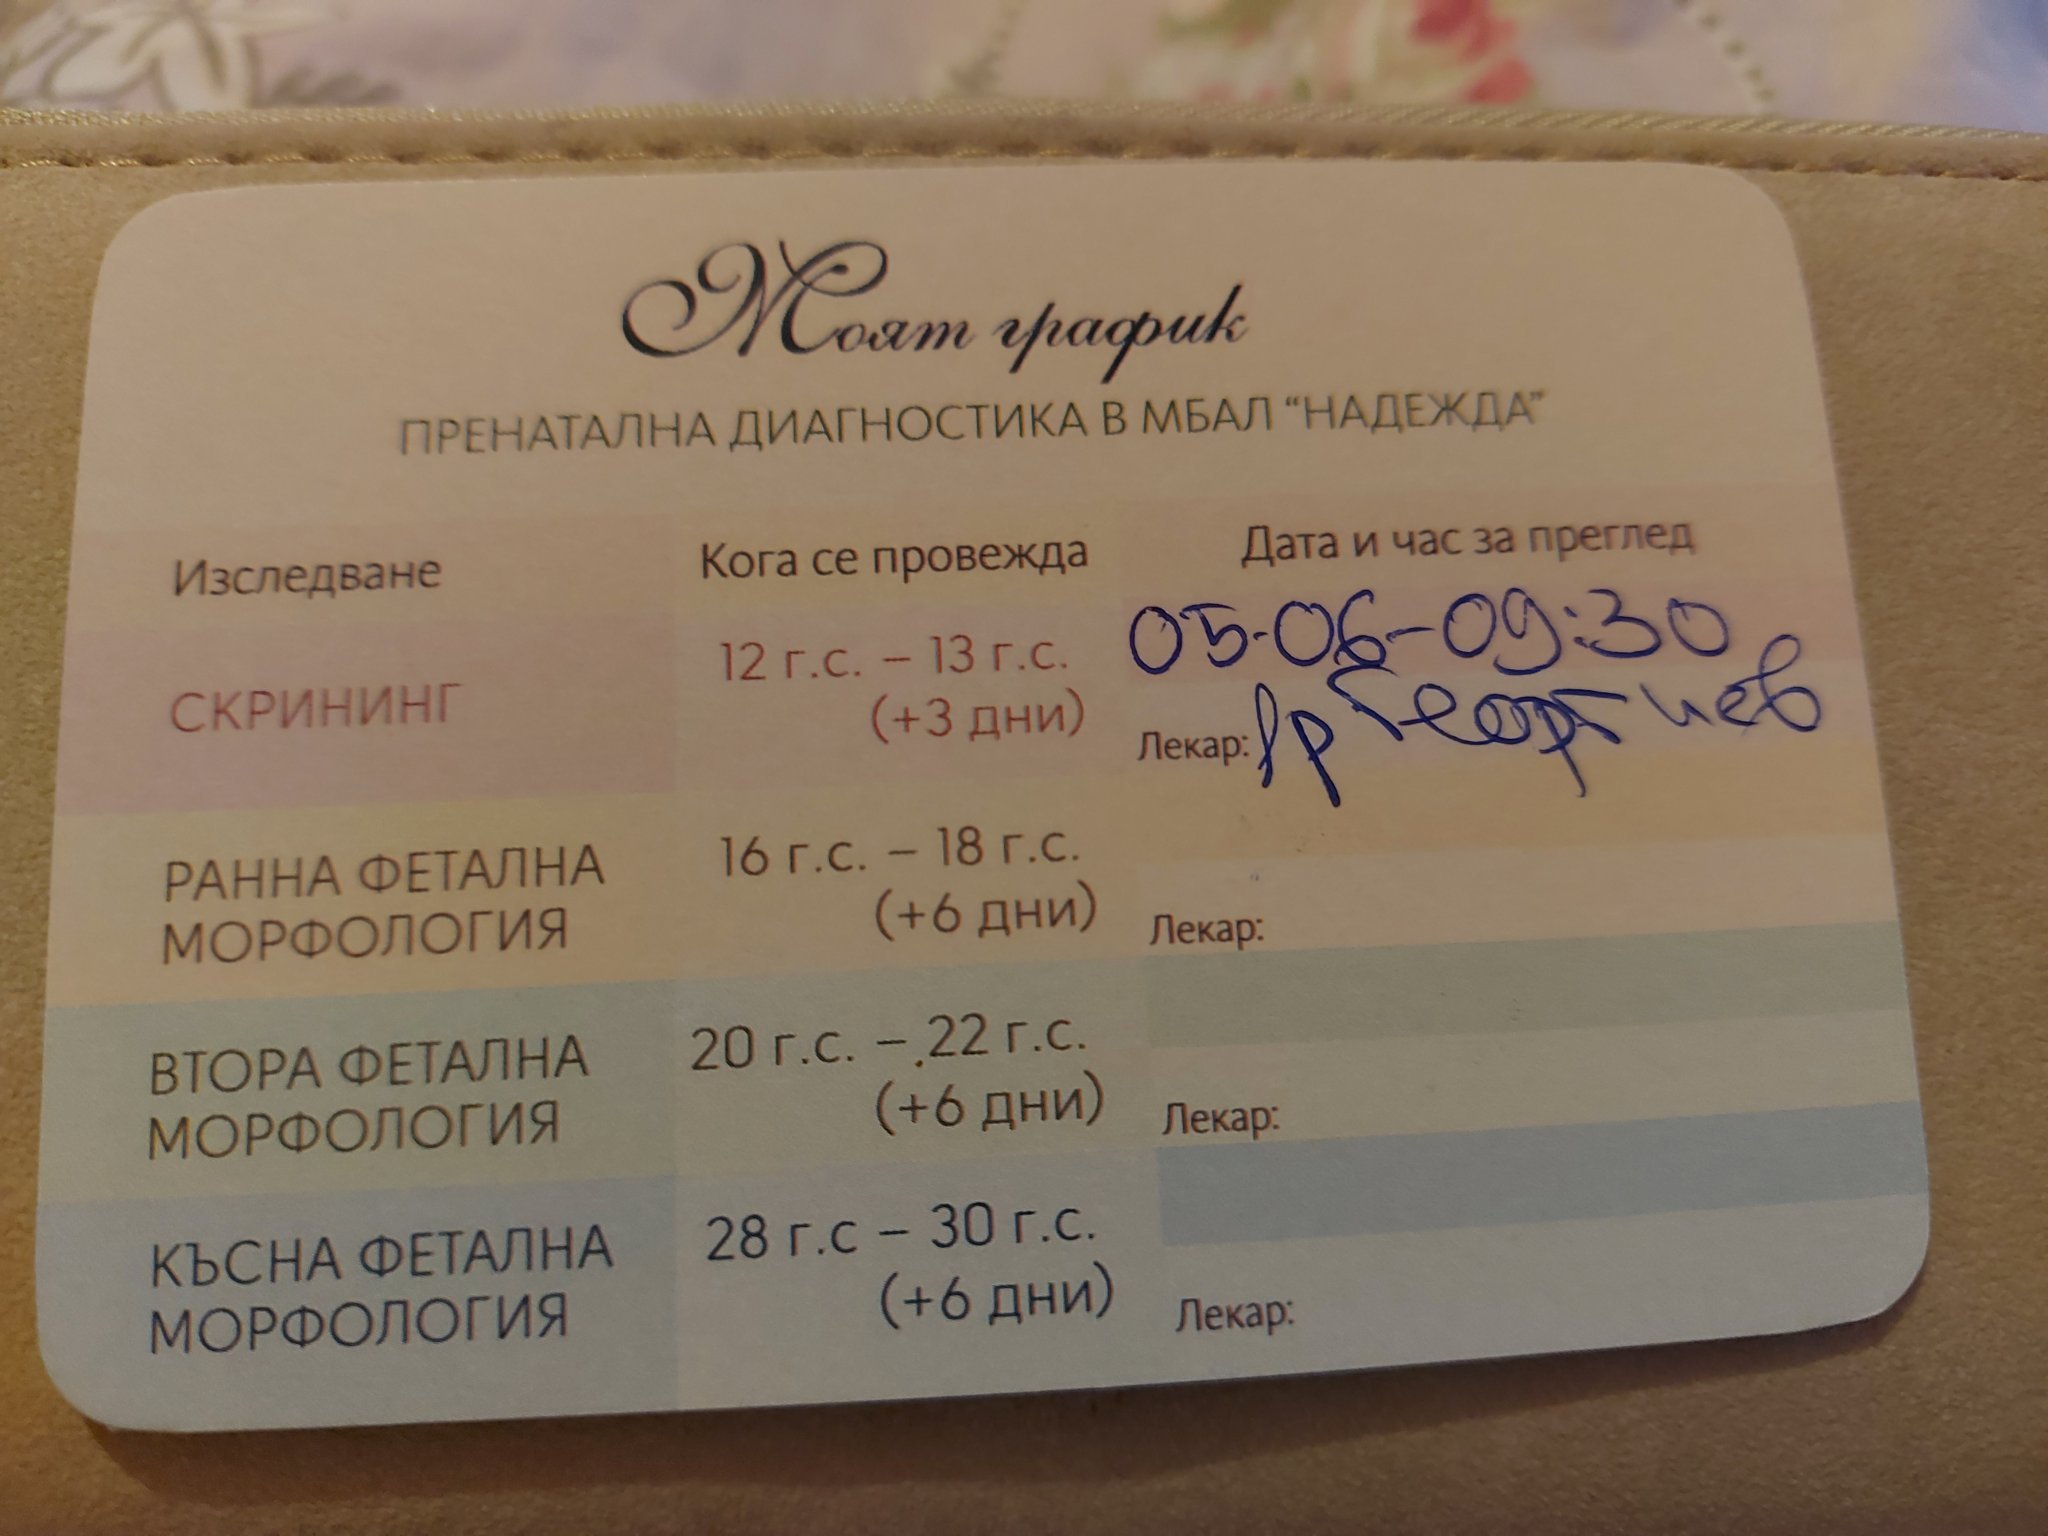 Моят график
ПРЕНАТАЛНА ДИАГНОСТИКА В МБАЛ "НАДЕЖДА"
Изследване Кога се провежда Дата и час за преглед
СКРИНИНГ
12 г.с. – 13 г.с.
(+3 дни)
05.06-09:30
Лекар: Др Георгиев
РАННА ФЕТАЛНА
МОРФОЛОГИЯ
16 г.с. – 18 г.с.
(+6 дни)
Лекар:
ВТОРА ФЕТАЛНА
МОРФОЛОГИЯ
20 г.с. – 22 г.с.
(+6 дни)
Лекар:
КЪСНА ФЕТАЛНА
МОРФОЛОГИЯ
28 г.с – 30 г.с.
(+6 дни)
Лекар: